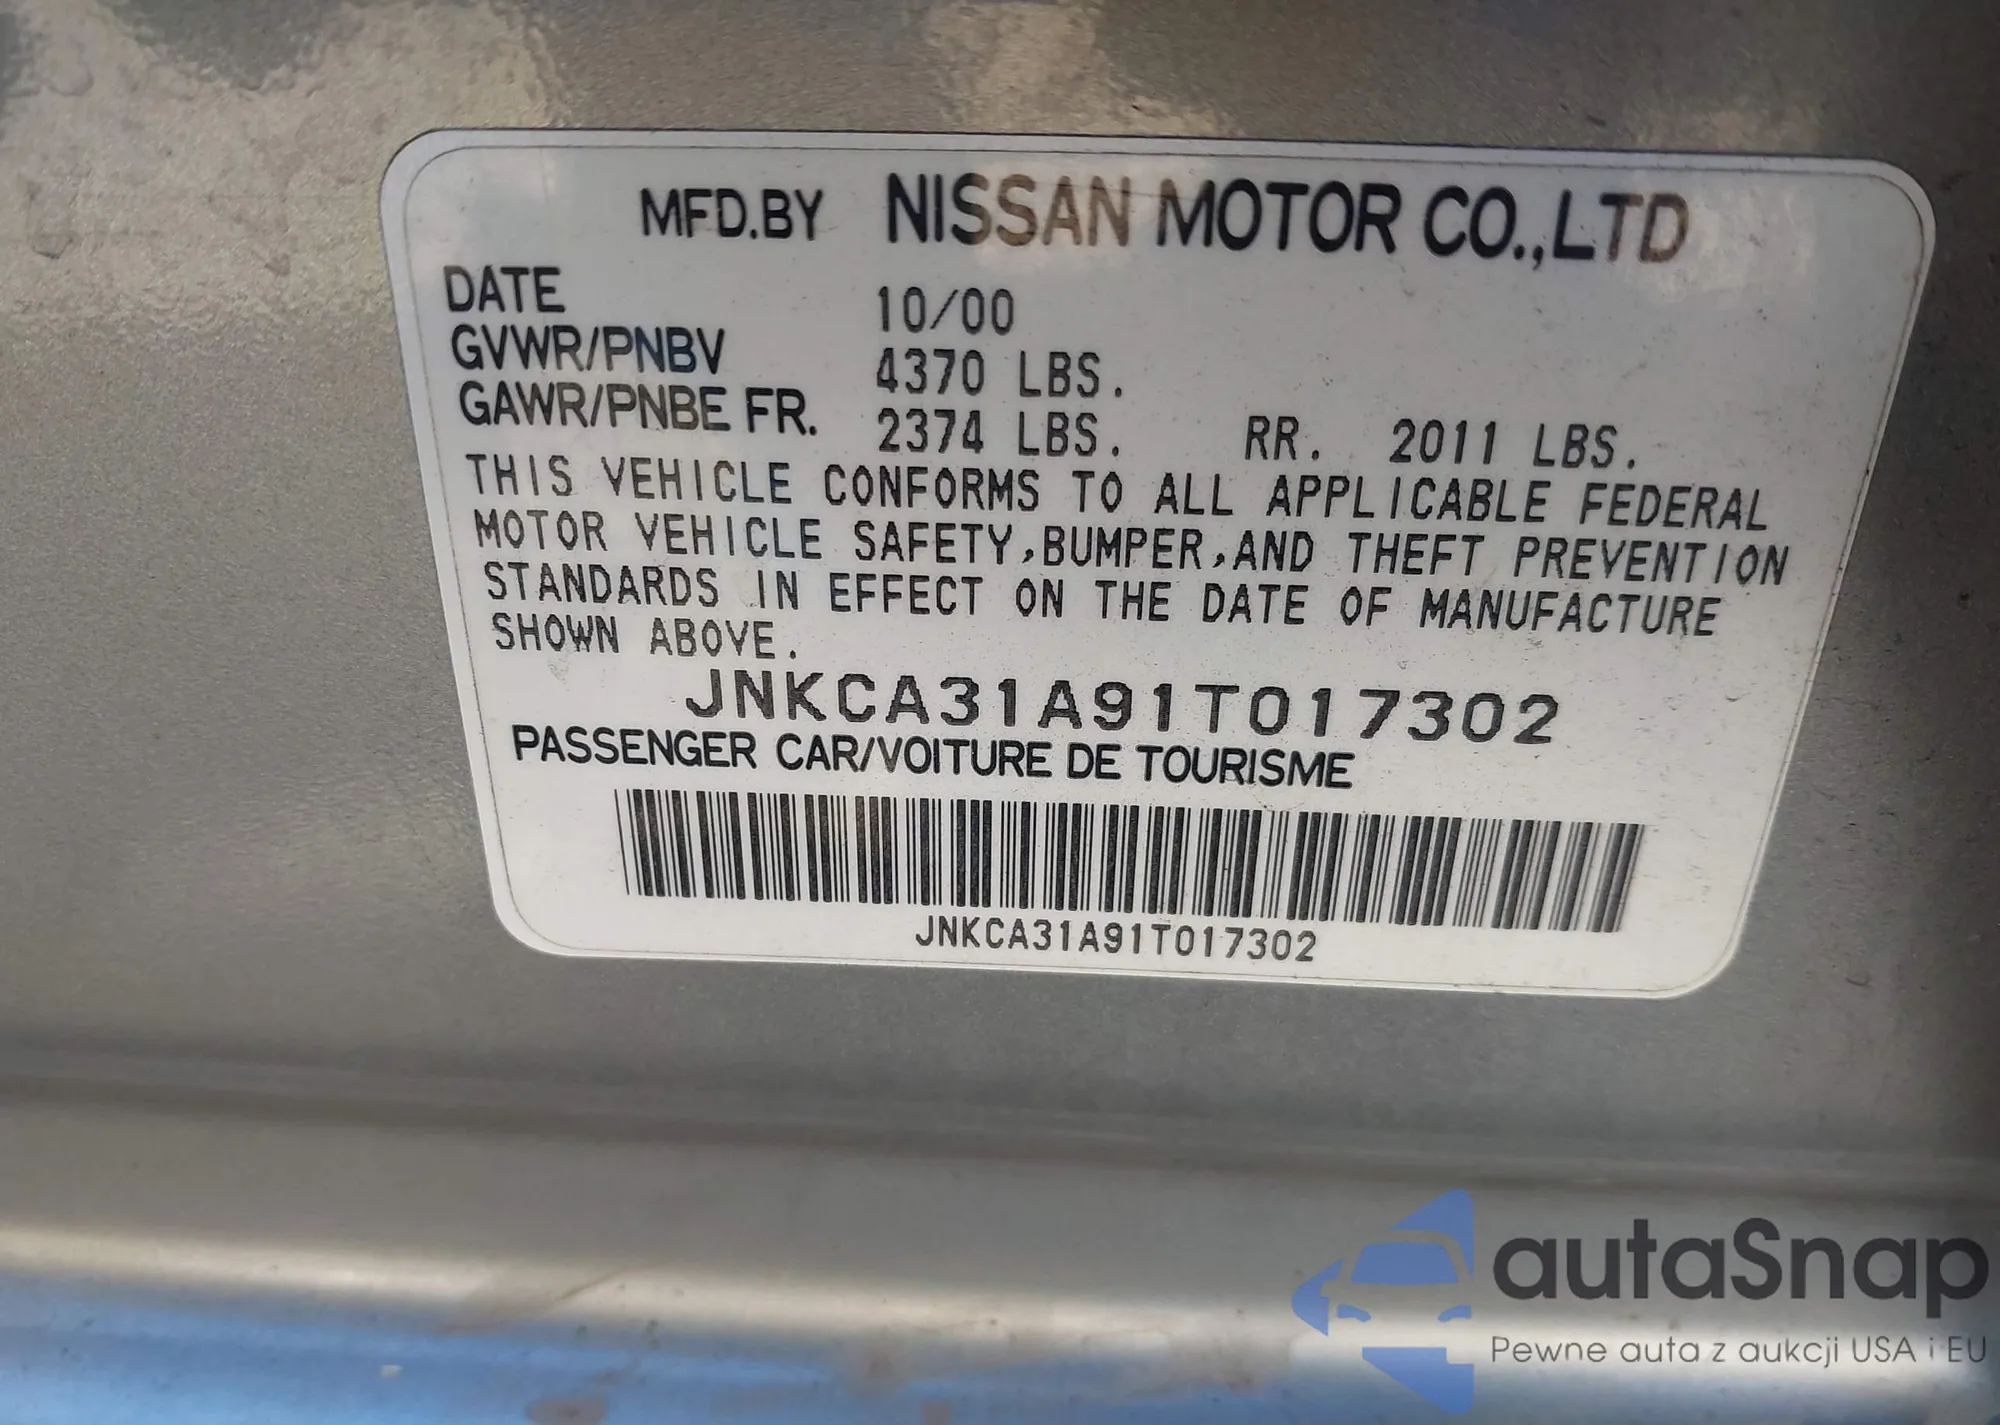 MFD.BY NISSAN MOTOR CO.,LTD
DATE 10/00
GVWR/PNBV 4370 LBS.
GAWR/PNBE FR. 2374 LBS. RR. 2011 LBS.
THIS VEHICLE CONFORMS TO ALL APPLICABLE FEDERAL
MOTOR VEHICLE SAFETY,BUMPER,AND THEFT PREVENTION
STANDARDS IN EFFECT ON THE DATE OF MANUFACTURE
SHOWN ABOVE.
JNKCA31A91T017302
PASSENGER CAR/VOITURE DE TOURISME
JNKCA31A91T017302
autaSnap
Pewne auta z aukcji USA i EU